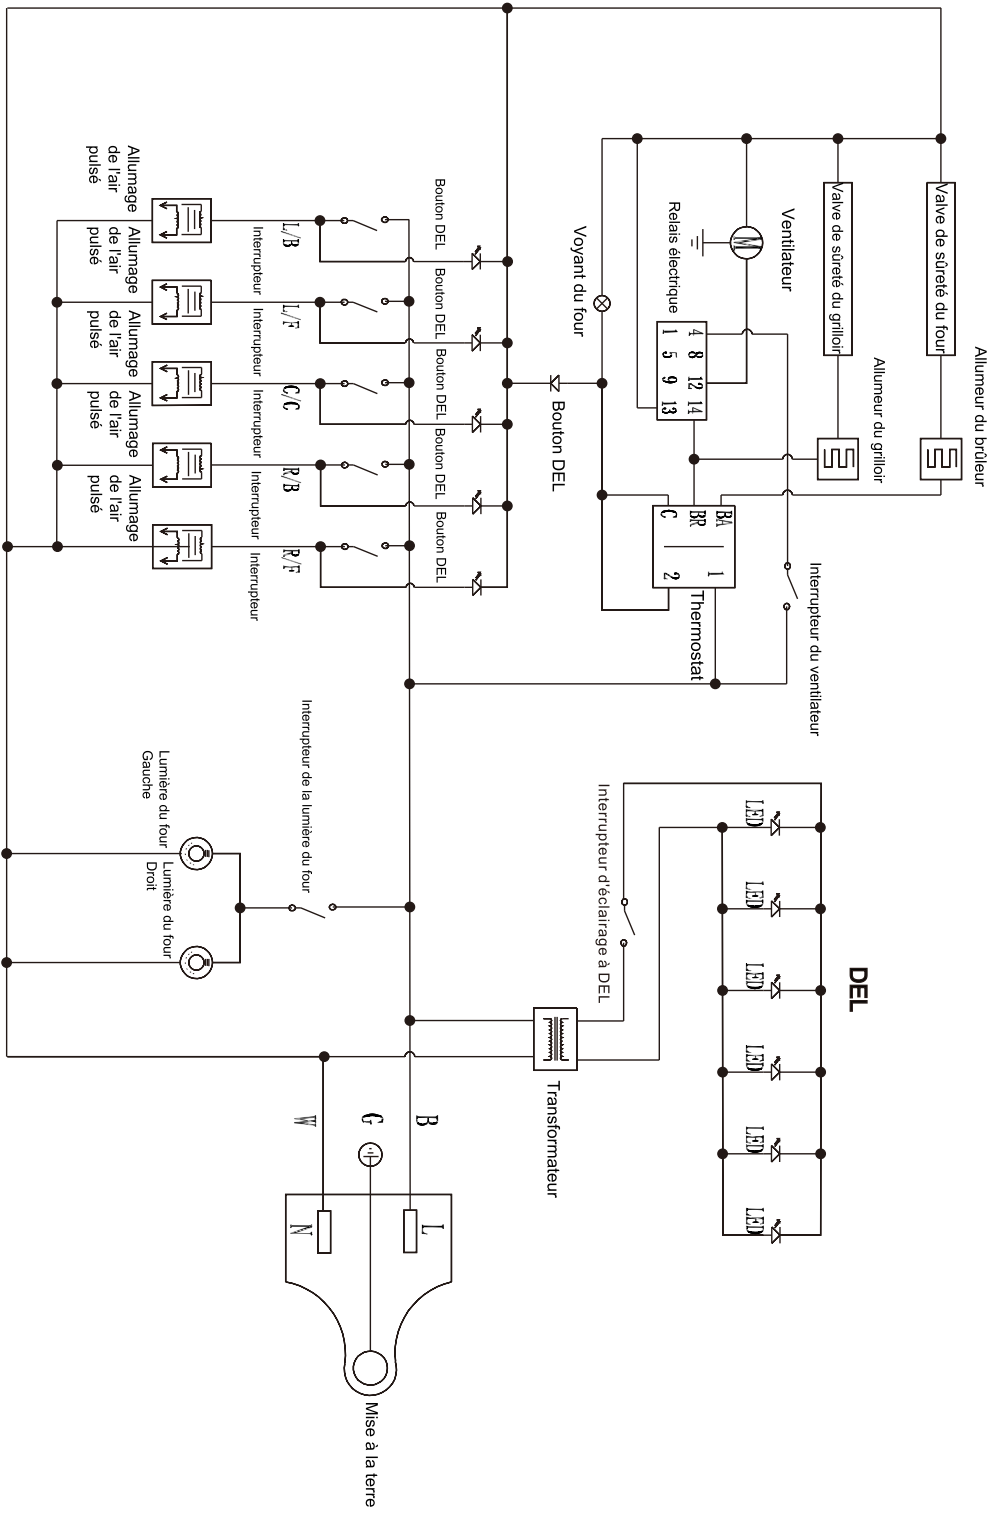 Allumeur du brûleur
Valve de sûreté du four
Allumeur du grilloir
Valve de sûreté du grilloir
Ventilateur
M
Interrupteur du ventilateur
Relais électrique
4 8 12 14
1 5 9 13
BA
BR
C
1
2
Thermostat
Voyant du four
Bouton DEL
DEL
LED
LED
LED
LED
LED
LED
Interrupteur d'éclairage à DEL
Transformateur
Bouton DEL
Bouton DEL
Bouton DEL
Bouton DEL
Bouton DEL
L/B
L/F
C/C
R/B
R/F
Interrupteur
Interrupteur
Interrupteur
Interrupteur
Interrupteur
Allumage
de l'air
pulsé
Allumage
de l'air
pulsé
Allumage
de l'air
pulsé
Allumage
de l'air
pulsé
Allumage
de l'air
pulsé
Interrupteur de la lumière du four
Lumière du four
Gauche
Lumière du four
Droit
B
G
W
L
N
Mise à la terre